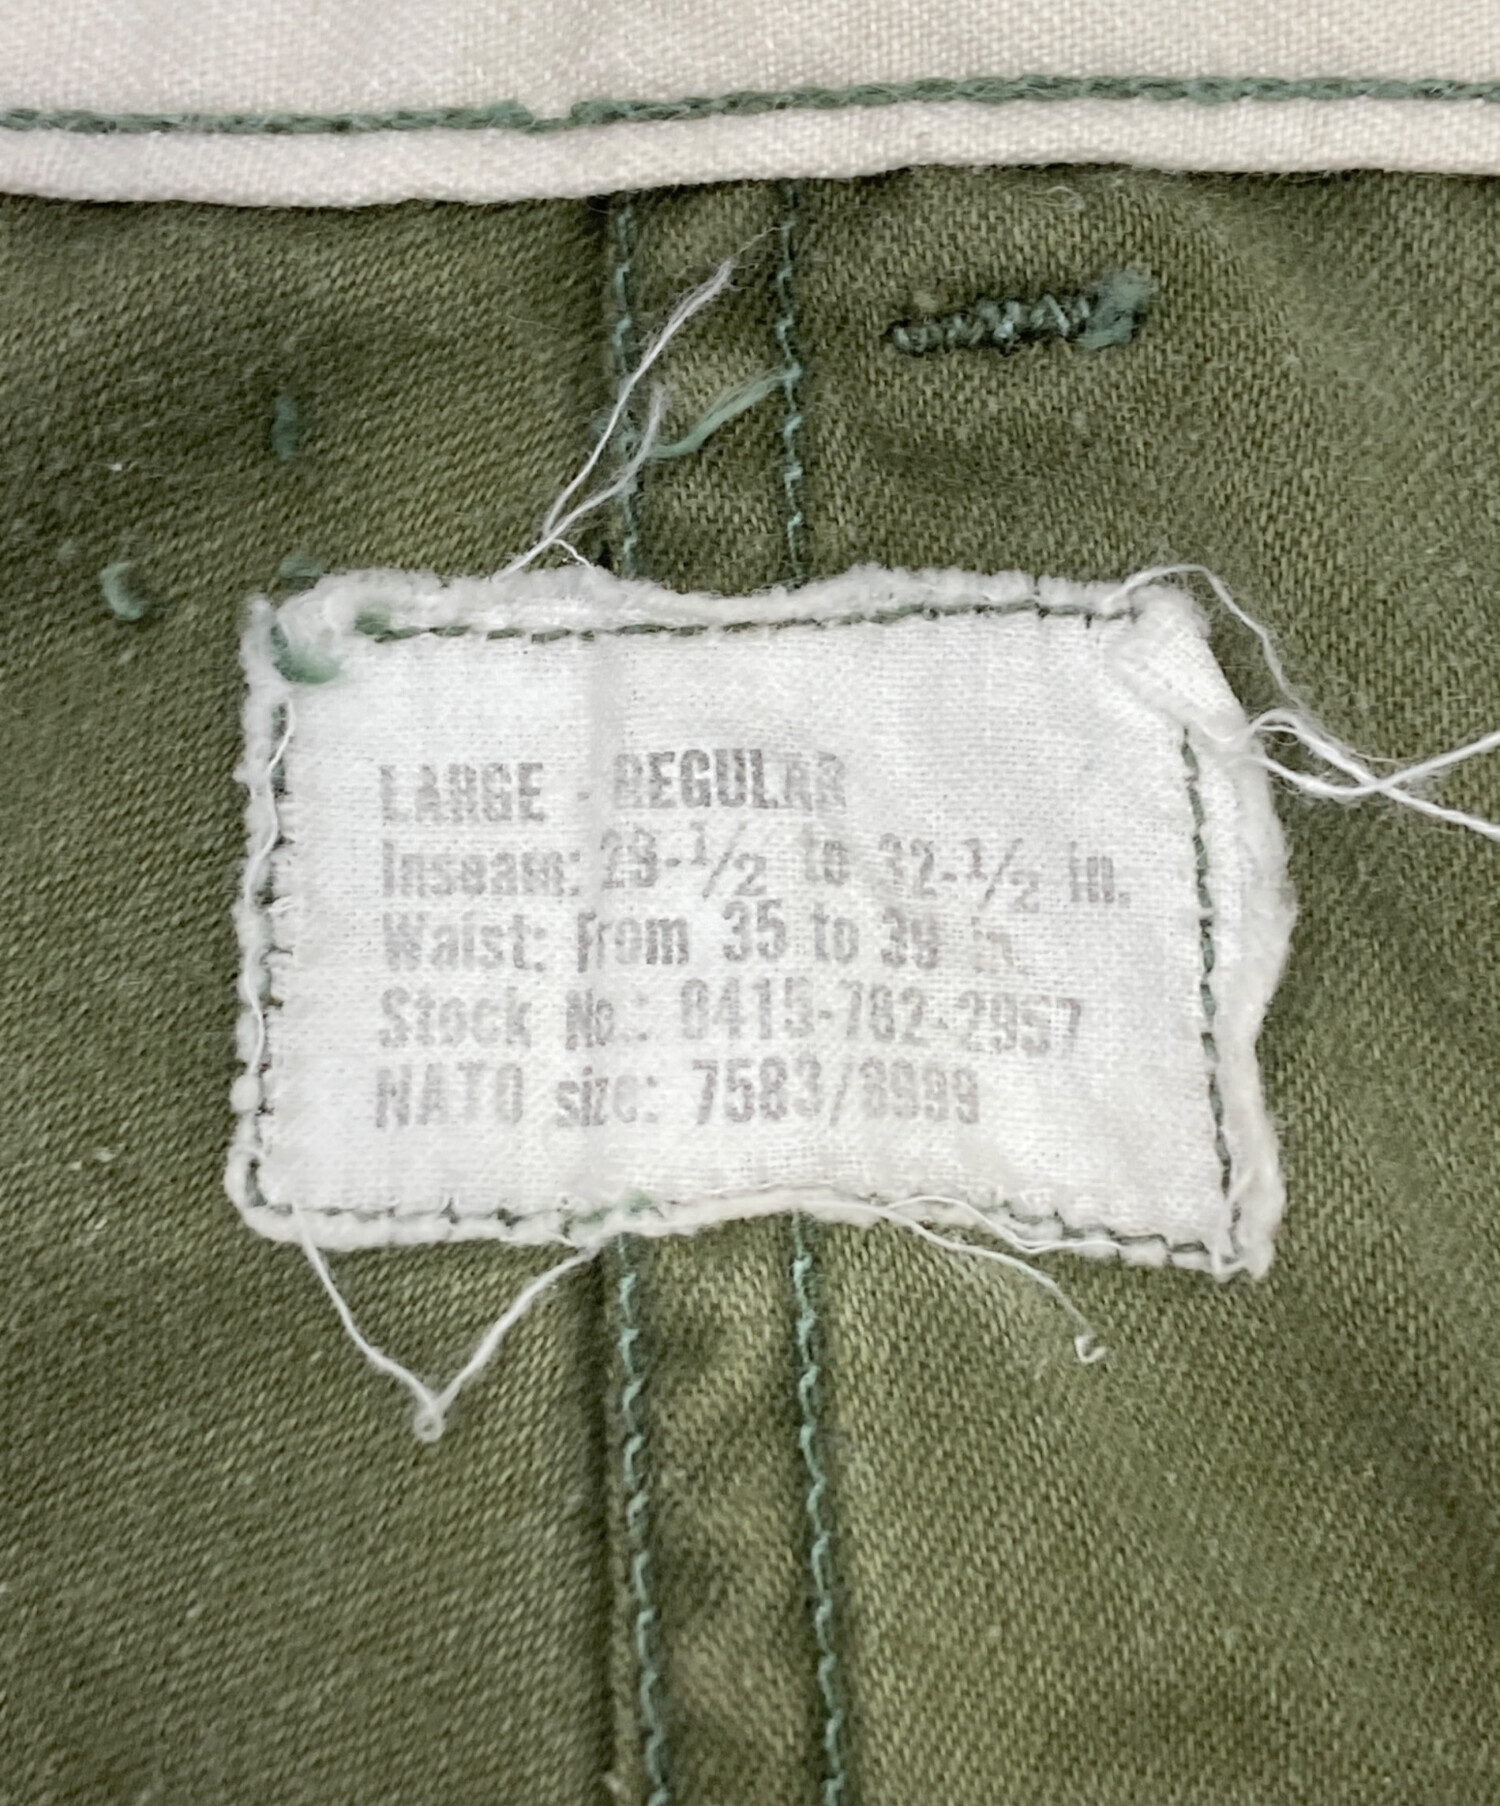 LARGE - REGULAR
Inseam: 29-1/2 to 32-1/2 in.
Waist: From 35 to 39 in.
Stock No.: 8415-782-2957
NATO size: 7583/8999